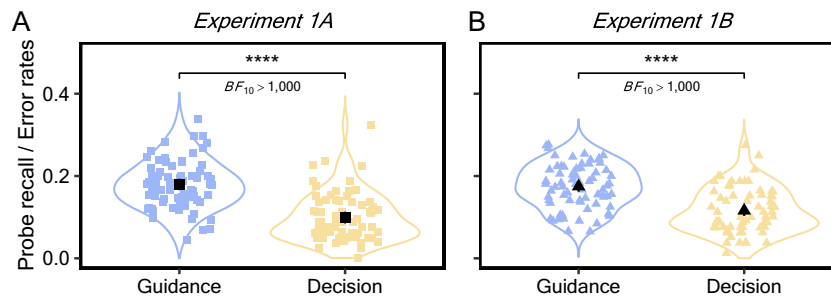 A
Experiment 1A
B
Experiment 1B
Probe recall / Error rates
0.4
0.2
0.0
****
BF10 > 1,000
Guidance
Decision
****
BF10 > 1,000
Guidance
Decision